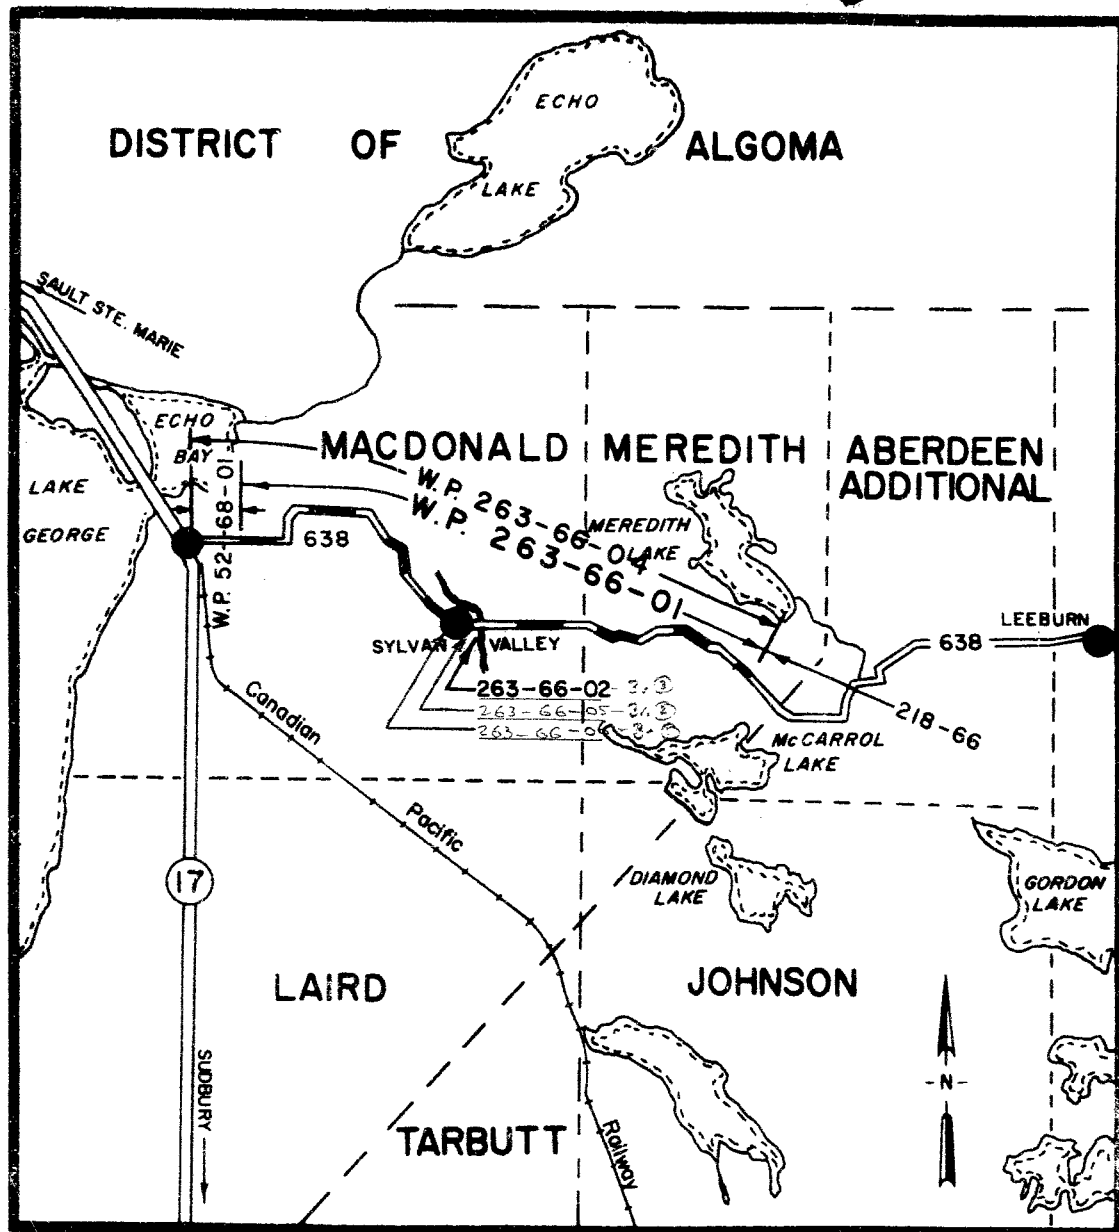 ECHO
LAKE
DISTRICT OF ALGOMA
SAULT STE. MARIE
ECHO
BAY
LAKE
GEORGE
MACDONALD
MEREDITH
ABERDEEN
ADDITIONAL
W.P. 52-68-01
W.P. 263-66-04
W.P. 263-66-01
MEREDITH
LAKE
638
SYLVAN VALLEY
638
LEEBURN
263-66-02
263-66-05
263-66
218-66
McCARROL
LAKE
Canadian
Pacific
Railway
17
DIAMOND
LAKE
GORDON
LAKE
LAIRD
JOHNSON
SUDBURY
-N-
TARBUTT